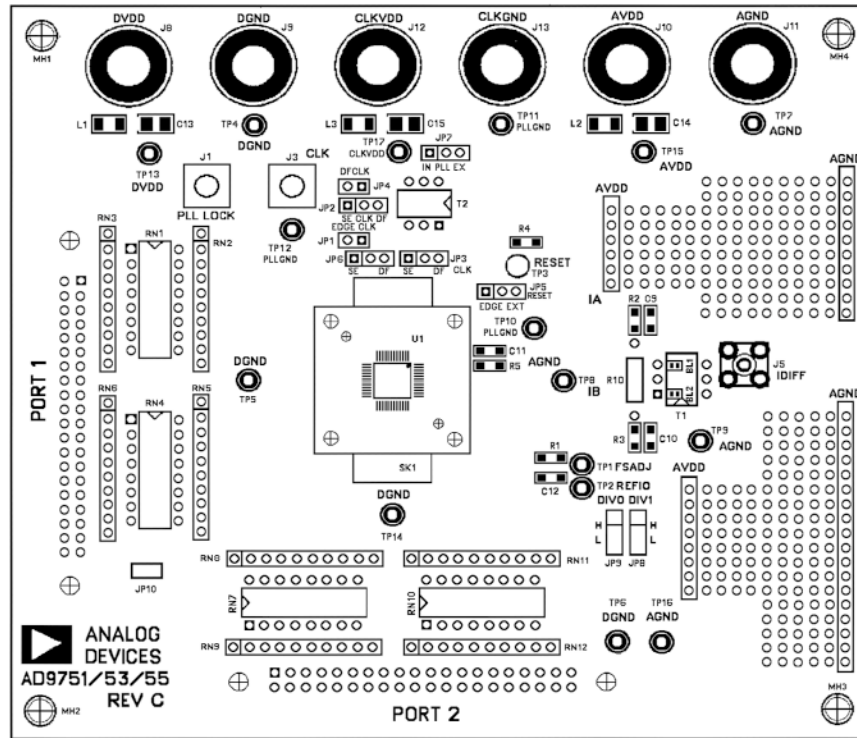 DVDD
DGND
CLKVDD
CLKGND
AVDD
AGND
J8
J9
J12
J13
J10
J11
MH1
MH4
L1
C13
TP4
DGND
L3
C15
TP11
PLLGND
L2
C14
TP7
AGND
TP13
DVDD
TP17
CLKVDD
JP7
IN PLL EX
TP15
AVDD
J1
PLL LOCK
J3
CLK
DFCLK
JP4
JP2
SE CLK DF
T2
TP12
PLLGND
EDGE CLK
JP1
JP6
SE
DF
SE
DF
JP3
CLK
R4
RESET
TP3
JP5
RESET
EDGE EXT
AVDD
AGND
IA
RN3
RN1
RN2
PORT 1
TP10
PLLGND
U1
C11
R5
AGND
R2
C9
DGND
TP5
TP8
IB
R10
BL1
BL2
T1
J5
IDIFF
RN6
RN4
RN5
R3
C10
TP9
AGND
AGND
SK1
R1
TP1 FSADJ
C12
TP2 REFIO
DIV0 DIV1
AVDD
DGND
TP14
H
L
H
L
JP9
JP8
JP10
RN8
RN11
RN7
RN10
RN9
RN12
TP6
DGND
TP16
AGND
ANALOG
DEVICES
AD9751/53/55
REV C
MH2
PORT 2
MH3